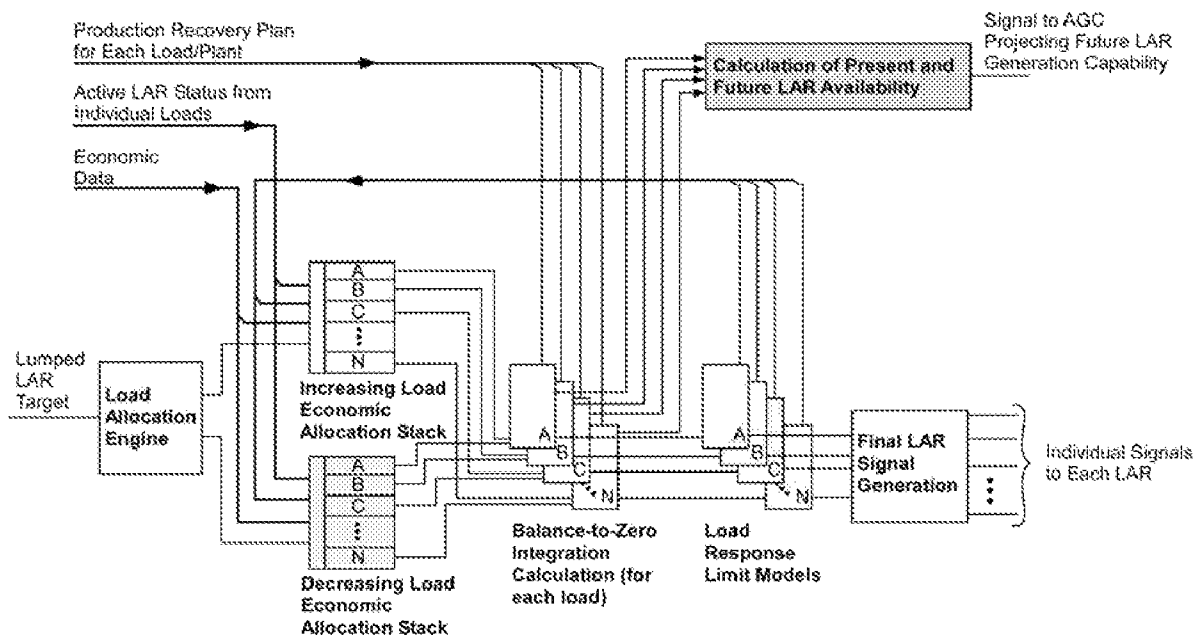 Production Recovery Plan
for Each Load/Plant
Active LAR Status from
Individual Loads
Economic
Data
Signal to AGC
Projecting Future LAR
Generation Capability
Calculation of Present and
Future LAR Availability
Lumped
LAR
Target
Load
Allocation
Engine
A
B
C
N
Increasing Load
Economic
Allocation Stack
A
B
C
N
Decreasing Load
Economic
Allocation Stack
A
B
C
N
Balance-to-Zero
Integration
Calculation (for
each load)
A
B
C
N
Load
Response
Limit Models
Final LAR
Signal
Generation
Individual Signals
to Each LAR